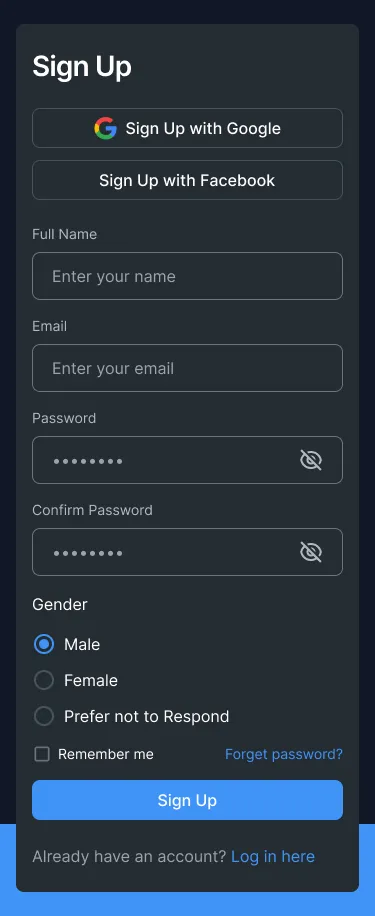 Sign Up
Sign Up with Google
Sign Up with Facebook
Full Name
Enter your name
Email
Enter your email
Password
••••••••
Confirm Password
••••••••
Gender
Male
Female
Prefer not to Respond
Remember me Forget password?
Sign Up
Already have an account? Log in here